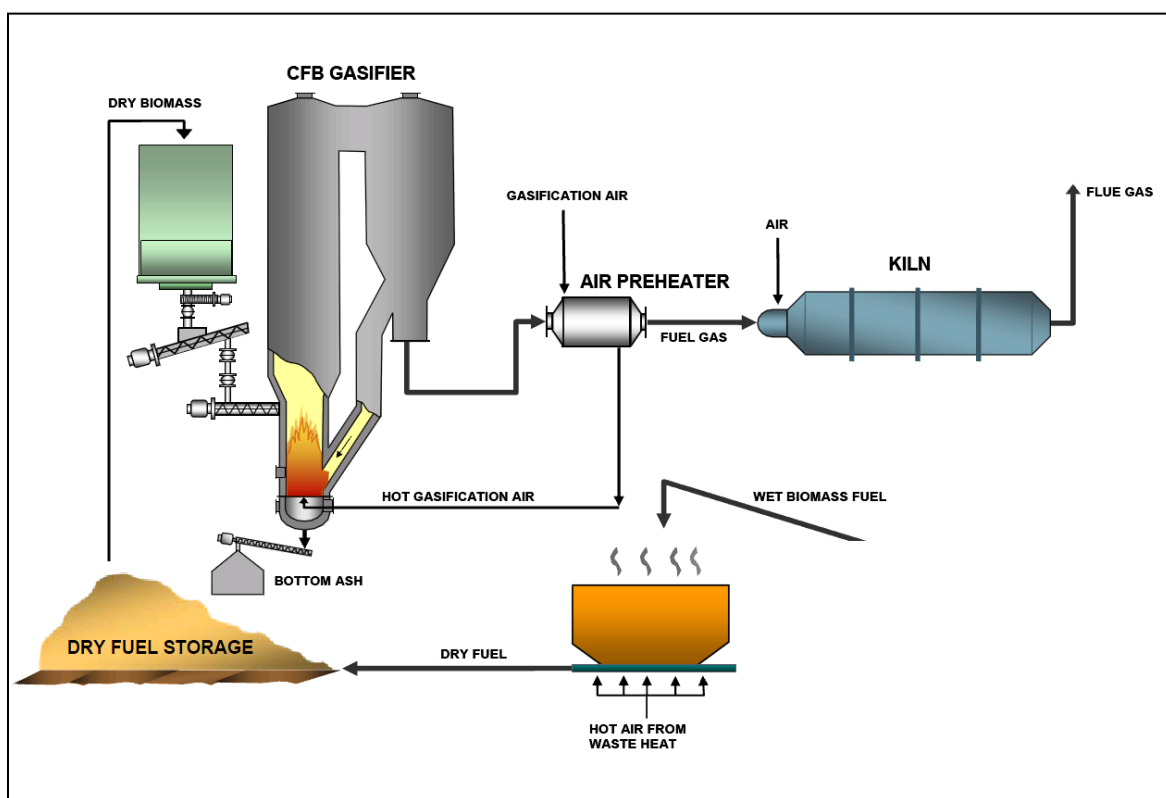 CFB GASIFIER
DRY BIOMASS
GASIFICATION AIR
AIR
FLUE GAS
KILN
AIR PREHEATER
FUEL GAS
HOT GASIFICATION AIR
WET BIOMASS FUEL
BOTTOM ASH
DRY FUEL STORAGE
DRY FUEL
HOT AIR FROM
WASTE HEAT